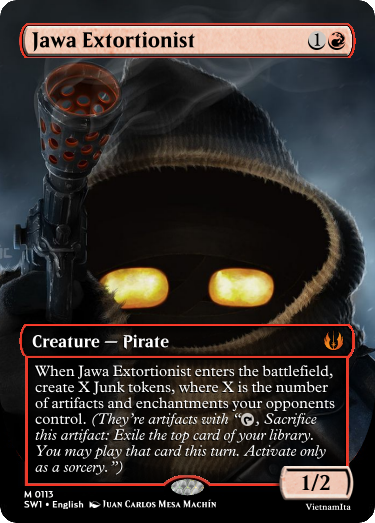 Jawa Extortionist 1
Creature — Pirate
When Jawa Extortionist enters the battlefield,
create X Junk tokens, where X is the number
of artifacts and enchantments your opponents
control. (They're artifacts with “, Sacrifice
this artifact: Exile the top card of your library.
You may play that card this turn. Activate only
as a sorcery.”)
1/2
M 0113
SW1 • English Juan Carlos Mesa Machín
VietnamIta